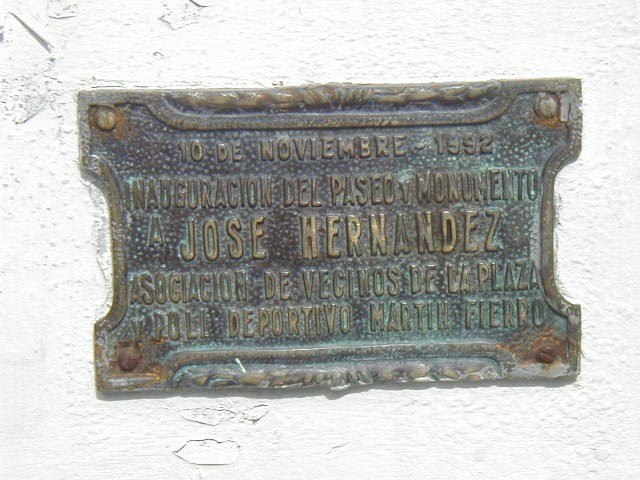 10 DE NOVIEMBRE - 1992
INAUGURACION DEL PASEO Y MONUMENTO
A JOSE HERNANDEZ
ASOCIACION DE VECINOS DE LA PLAZA
Y POLI DEPORTIVO MARTIN FIERRO